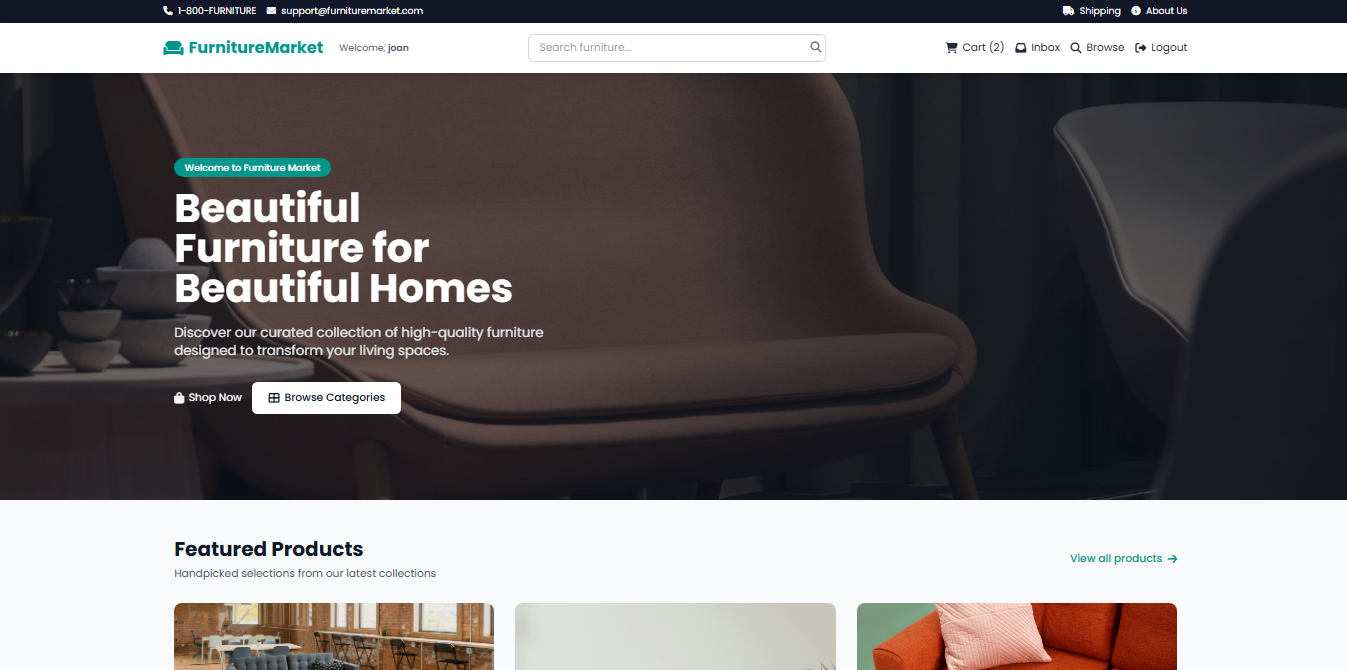 1-800-FURNITURE support@furnituremarket.com Shipping About Us
FurnitureMarket Welcome, joan Search furniture... Cart (2) Inbox Browse Logout
Welcome to Furniture Market
Beautiful
Furniture for
Beautiful Homes
Discover our curated collection of high-quality furniture
designed to transform your living spaces.
Shop Now Browse Categories
Featured Products
View all products
Handpicked selections from our latest collections